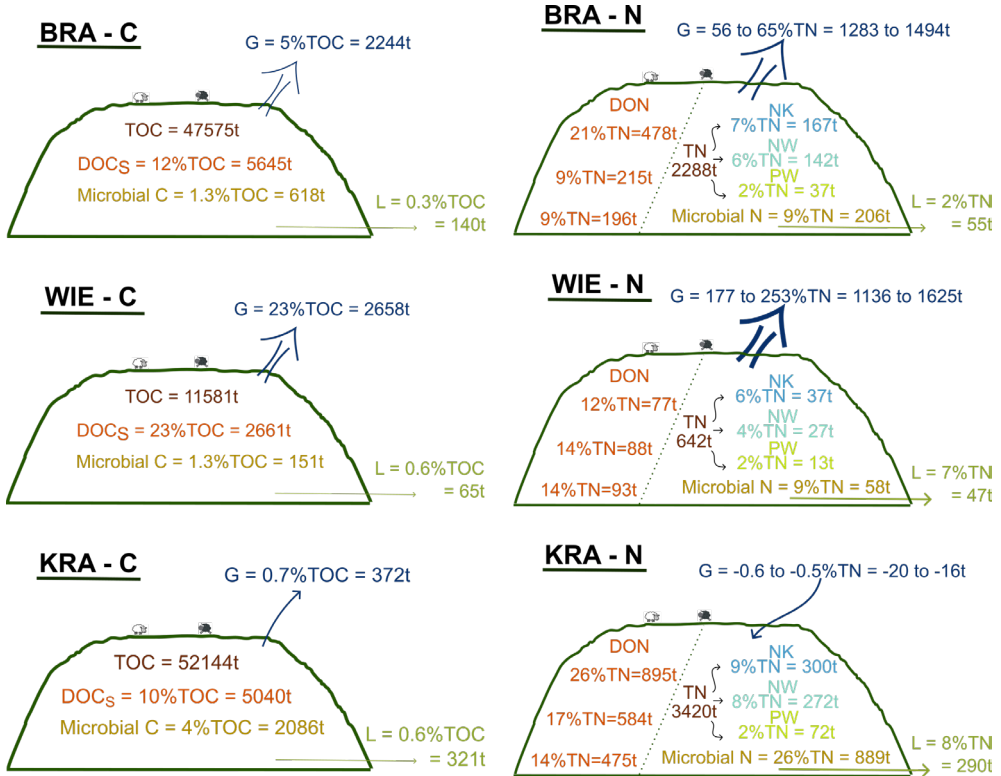 BRA - C
G = 5%TOC = 2244t
TOC = 47575t
DOCs = 12%TOC = 5645t
Microbial C = 1.3%TOC = 618t
L = 0.3%TOC
= 140t
BRA - N
G = 56 to 65%TN = 1283 to 1494t
DON
21%TN=478t
9%TN=215t
9%TN=196t
TN
2288t
NK
7%TN = 167t
NW
6%TN = 142t
PW
2%TN = 37t
Microbial N = 9%TN = 206t
L = 2%TN
= 55t
WIE - C
G = 23%TOC = 2658t
TOC = 11581t
DOCs = 23%TOC = 2661t
Microbial C = 1.3%TOC = 151t
L = 0.6%TOC
= 65t
WIE - N
G = 177 to 253%TN = 1136 to 1625t
DON
12%TN=77t
14%TN=88t
14%TN=93t
TN
642t
NK
6%TN = 37t
NW
4%TN = 27t
PW
2%TN = 13t
Microbial N = 9%TN = 58t
L = 7%TN
= 47t
KRA - C
G = 0.7%TOC = 372t
TOC = 52144t
DOCs = 10%TOC = 5040t
Microbial C = 4%TOC = 2086t
L = 0.6%TOC
= 321t
KRA - N
G = -0.6 to -0.5%TN = -20 to -16t
DON
26%TN=895t
17%TN=584t
14%TN=475t
TN
3420t
NK
9%TN = 300t
NW
8%TN = 272t
PW
2%TN = 72t
Microbial N = 26%TN = 889t
L = 8%TN
= 290t